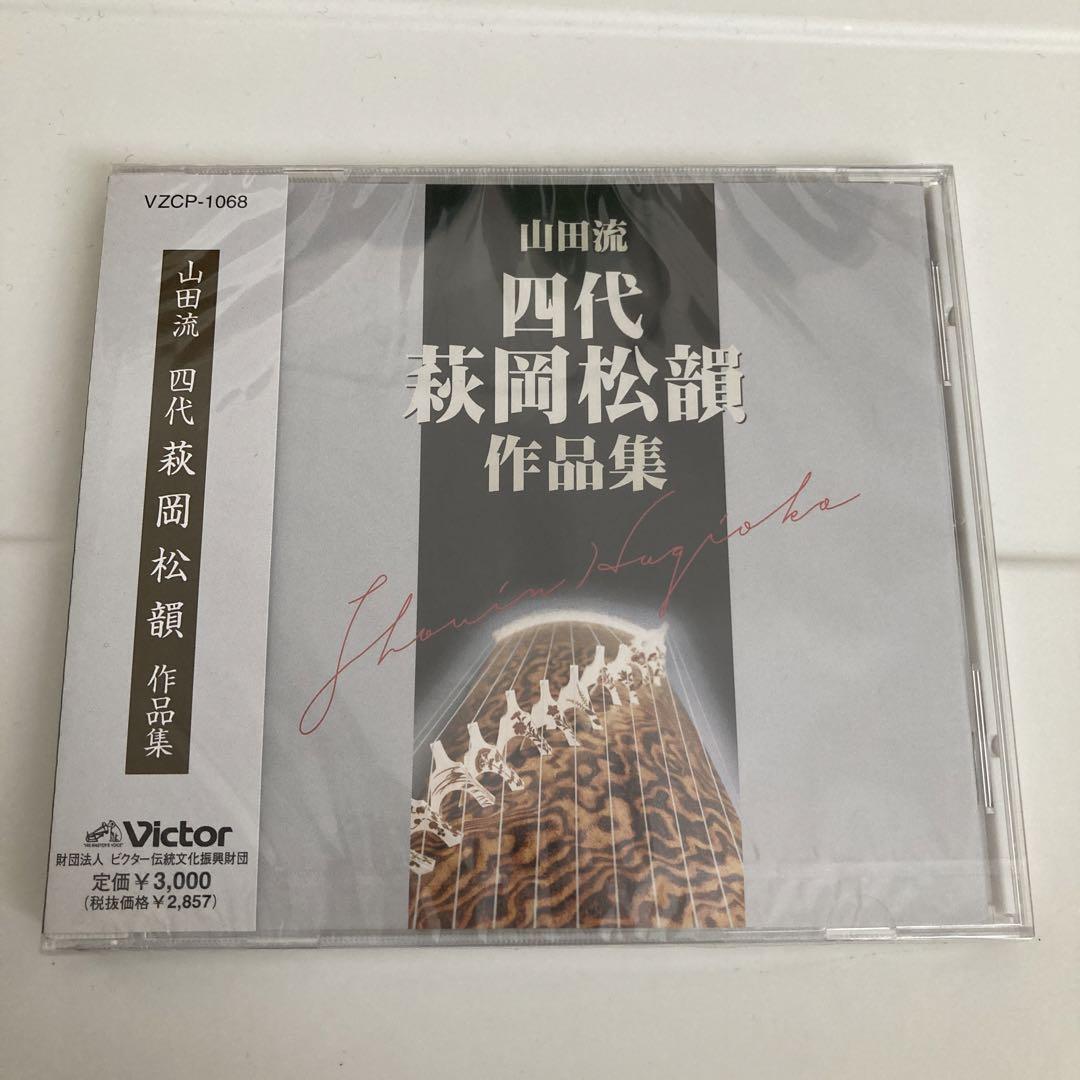 VZCP-1068
山田流 四代 萩岡松韻 作品集
Victor
財団法人 ビクター伝統文化振興財団
定価￥3,000
(税抜価格￥2,857)
山田流
四代
萩岡松韻
作品集
Shouin Hagioka